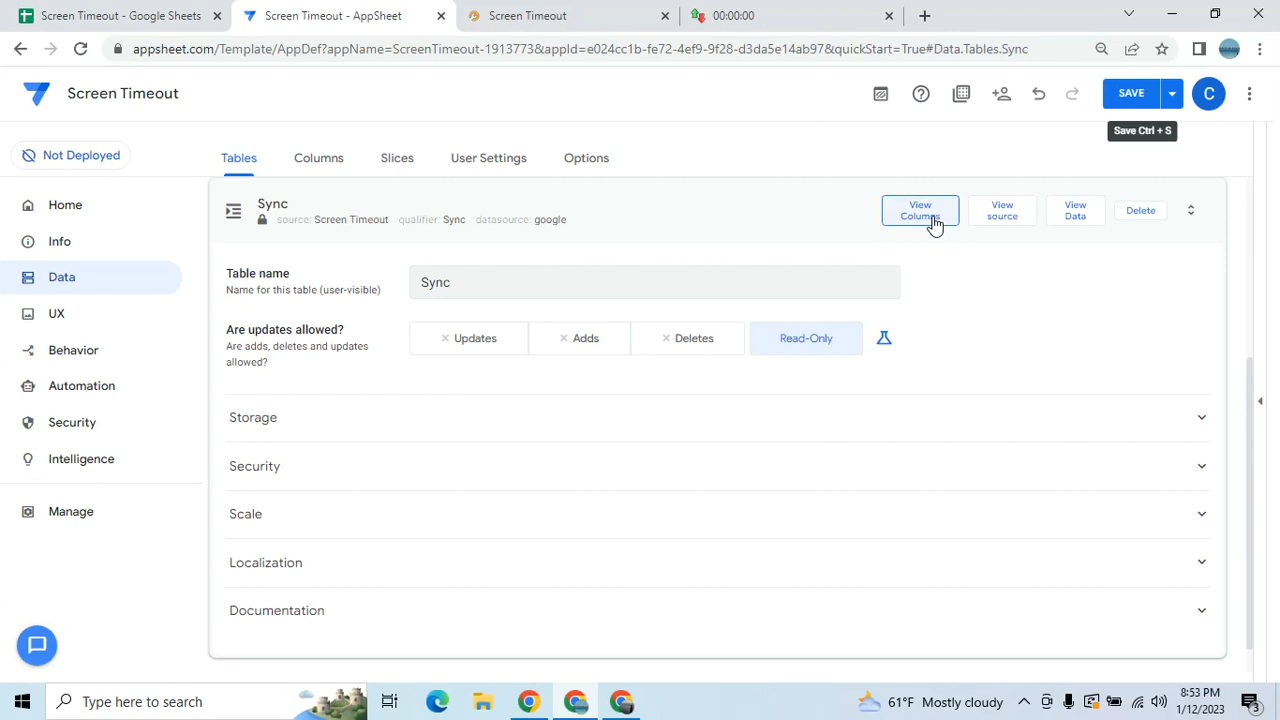 Screen Timeout - Google Sheets
Screen Timeout - AppSheet
Screen Timeout
00:00:00
appsheet.com/Template/AppDef?appName=ScreenTimeout-1913773&appId=e024cc1b-fe72-4ef9-9f28-d3da5e14ab97&quickStart=True#Data.Tables.Sync
Screen Timeout
SAVE
C
Save Ctrl + S
Not Deployed
Tables
Columns
Slices
User Settings
Options
Home
Info
Data
UX
Behavior
Automation
Security
Intelligence
Manage
Sync
source: Screen Timeout qualifier: Sync datasource: google
View
Columns
View
source
View
Data
Delete
Table name
Name for this table (user-visible)
Sync
Are updates allowed?
Are adds, deletes and updates
allowed?
Updates
Adds
Deletes
Read-Only
Storage
Security
Scale
Localization
Documentation
Type here to search
61°F Mostly cloudy
8:53 PM
1/12/2023
3